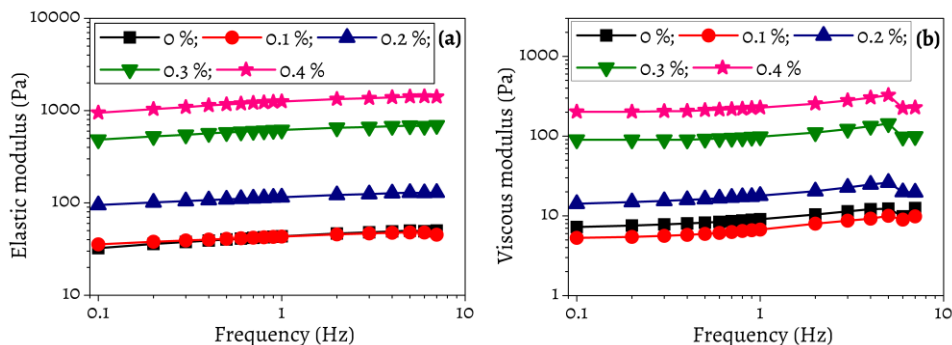 10000
1000
100
10
Elastic modulus (Pa)
0 %; 0.1 %; 0.2 %; (a)
0.3 %; 0.4 %
0.1 1 10
Frequency (Hz)
1000
100
10
1
Viscous modulus (Pa)
0 %; 0.1 %; 0.2 %; (b)
0.3 %; 0.4 %
0.1 1 10
Frequency (Hz)